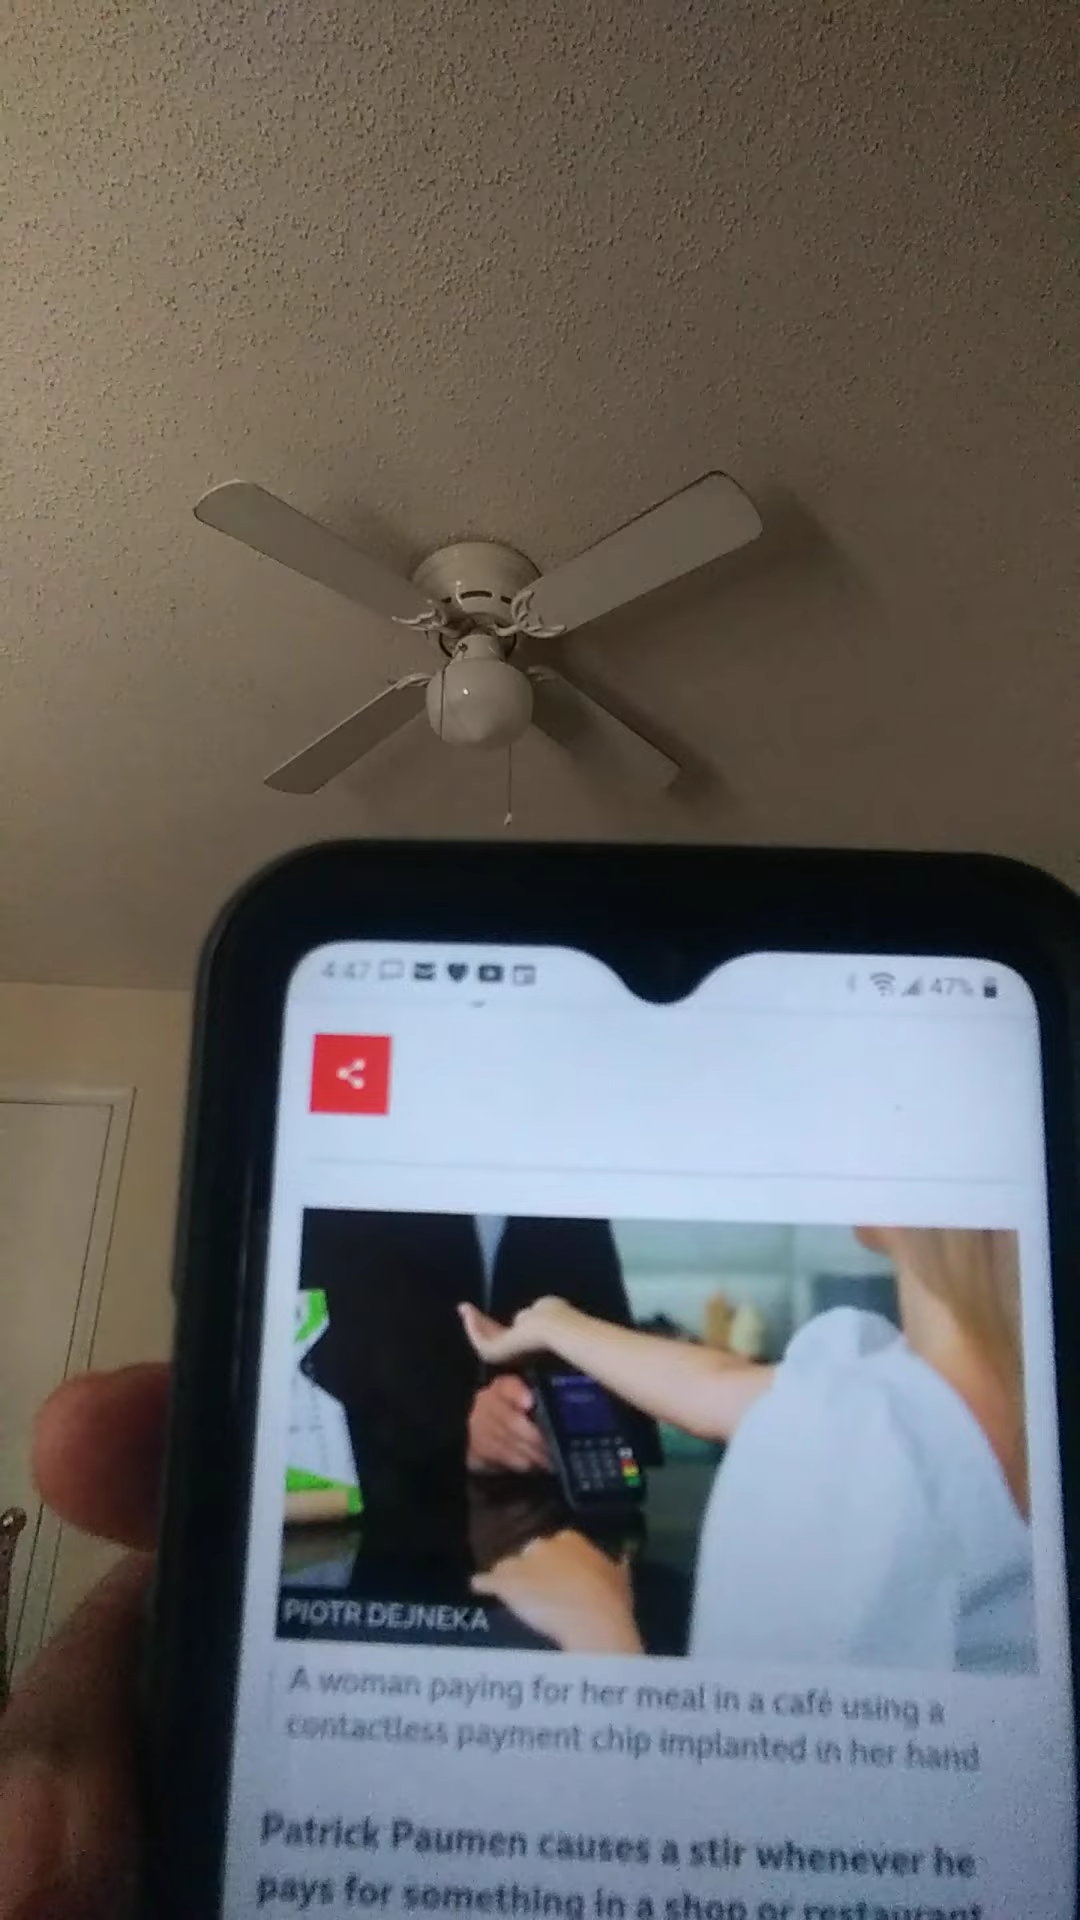 4:47
47%
PIOTR DEJNEKA
A woman paying for her meal in a café using a
contactless payment chip implanted in her hand
Patrick Paumen causes a stir whenever he
pays for something in a shop or restaurant